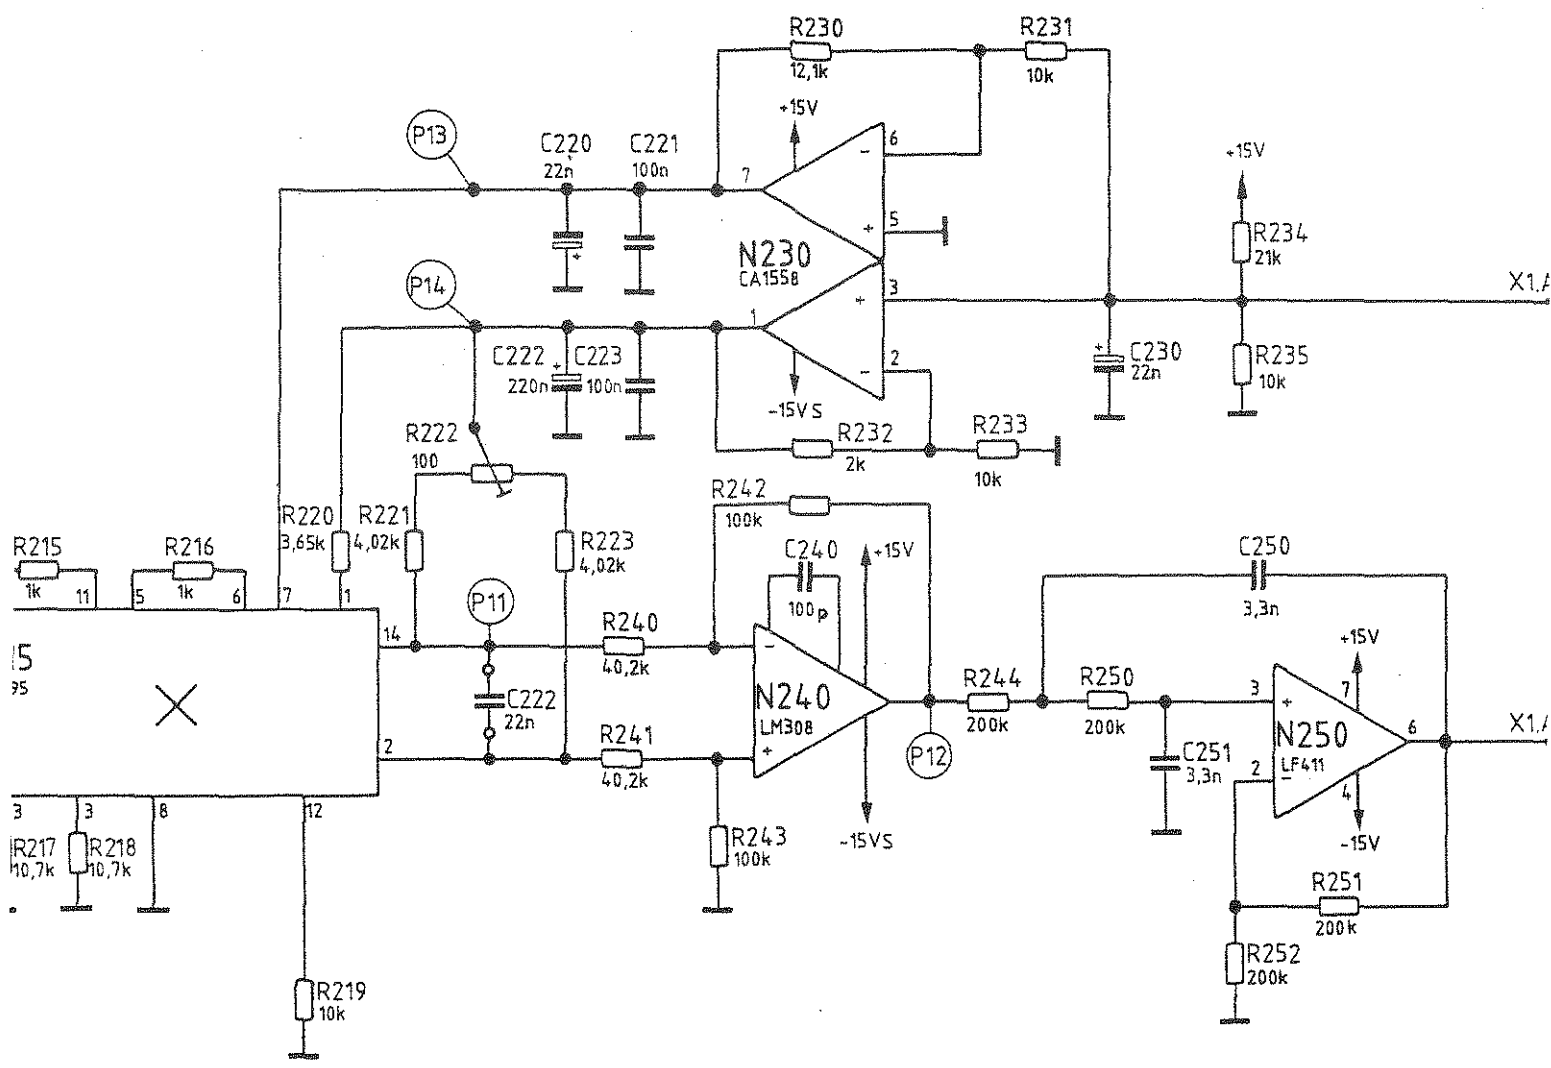 R230
12,1k
R231
10k
+15V
P13
C220
22n
+
C221
100n
7
6
-
5
+
N230
CA1558
+15V
R234
21k
P14
X1.A
3
+
1
2
-
-15VS
C222
220n
+
C223
100n
+
C230
22n
R235
10k
R222
100
R232
2k
R233
10k
R242
100k
R220
3,65k
R221
4,02k
R223
4,02k
R215
1k
R216
1k
11
5
6
7
1
C240
100p
+15V
C250
3,3n
P11
14
R240
40,2k
-
15
95
C222
22n
N240
LM308
+
R244
200k
R250
200k
+15V
3
+
7
N250
LF411
6
X1.A
2
R241
40,2k
P12
C251
3,3n
2
-
4
-15V
3
3
8
12
R217
10,7k
R218
10,7k
R243
100k
-15VS
R251
200k
R252
200k
R219
10k